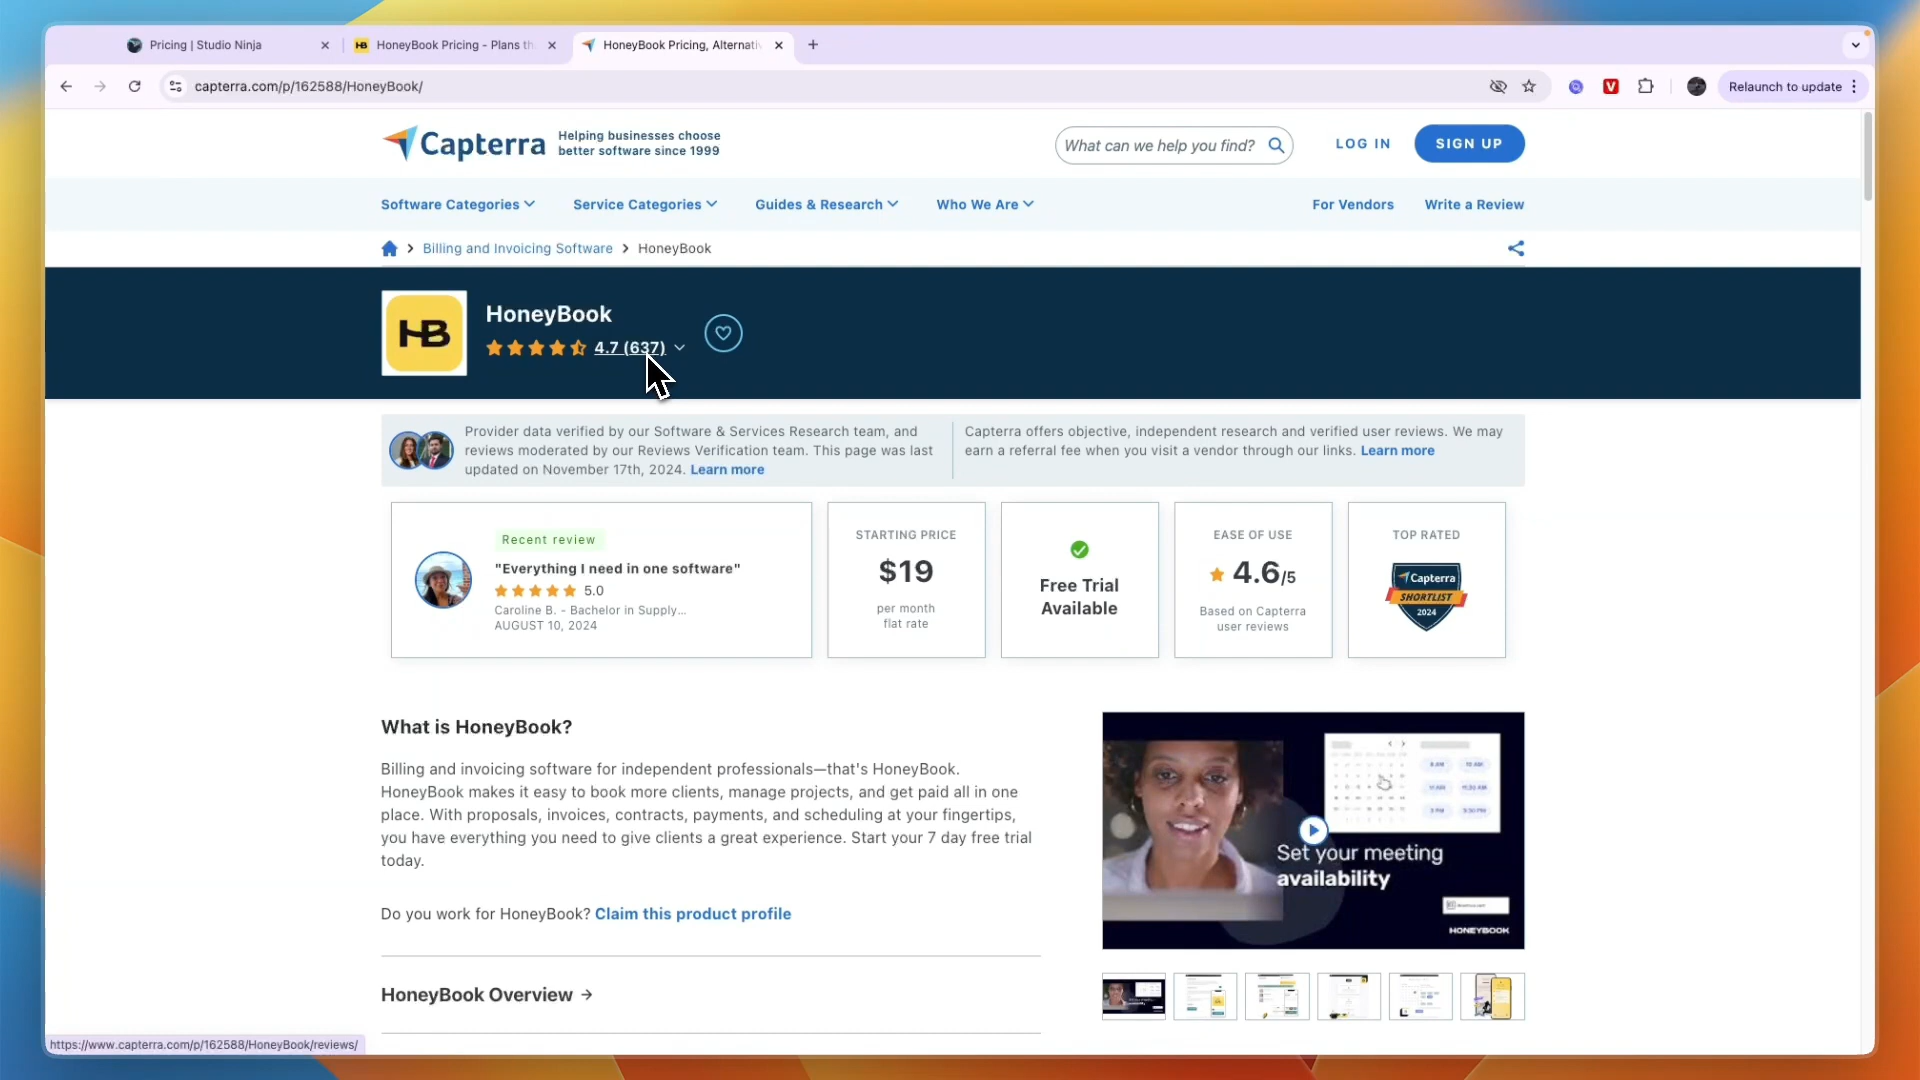 Pricing | Studio Ninja
HB HoneyBook Pricing - Plans th
HoneyBook Pricing, Alternati
capterra.com/p/162588/HoneyBook/
V
Relaunch to update
Capterra
Helping businesses choose
better software since 1999
What can we help you find?
LOG IN
SIGN UP
Software Categories
Service Categories
Guides & Research
Who We Are
For Vendors
Write a Review
Billing and Invoicing Software > HoneyBook
HB
HoneyBook
4.7 (637)
Provider data verified by our Software & Services Research team, and
reviews moderated by our Reviews Verification team. This page was last
updated on November 17th, 2024. Learn more
Capterra offers objective, independent research and verified user reviews. We may
earn a referral fee when you visit a vendor through our links. Learn more
Recent review
"Everything I need in one software"
5.0
Caroline B. - Bachelor in Supply...
AUGUST 10, 2024
STARTING PRICE
$19
per month
flat rate
Free Trial
Available
EASE OF USE
4.6/5
Based on Capterra
user reviews
TOP RATED
Capterra
SHORTLIST
2024
What is HoneyBook?
Billing and invoicing software for independent professionals—that's HoneyBook.
HoneyBook makes it easy to book more clients, manage projects, and get paid all in one
place. With proposals, invoices, contracts, payments, and scheduling at your fingertips,
you have everything you need to give clients a great experience. Start your 7 day free trial
today.
Do you work for HoneyBook? Claim this product profile
HoneyBook Overview
Set your meeting
availability
HONEYBOOK
https://www.capterra.com/p/162588/HoneyBook/reviews/